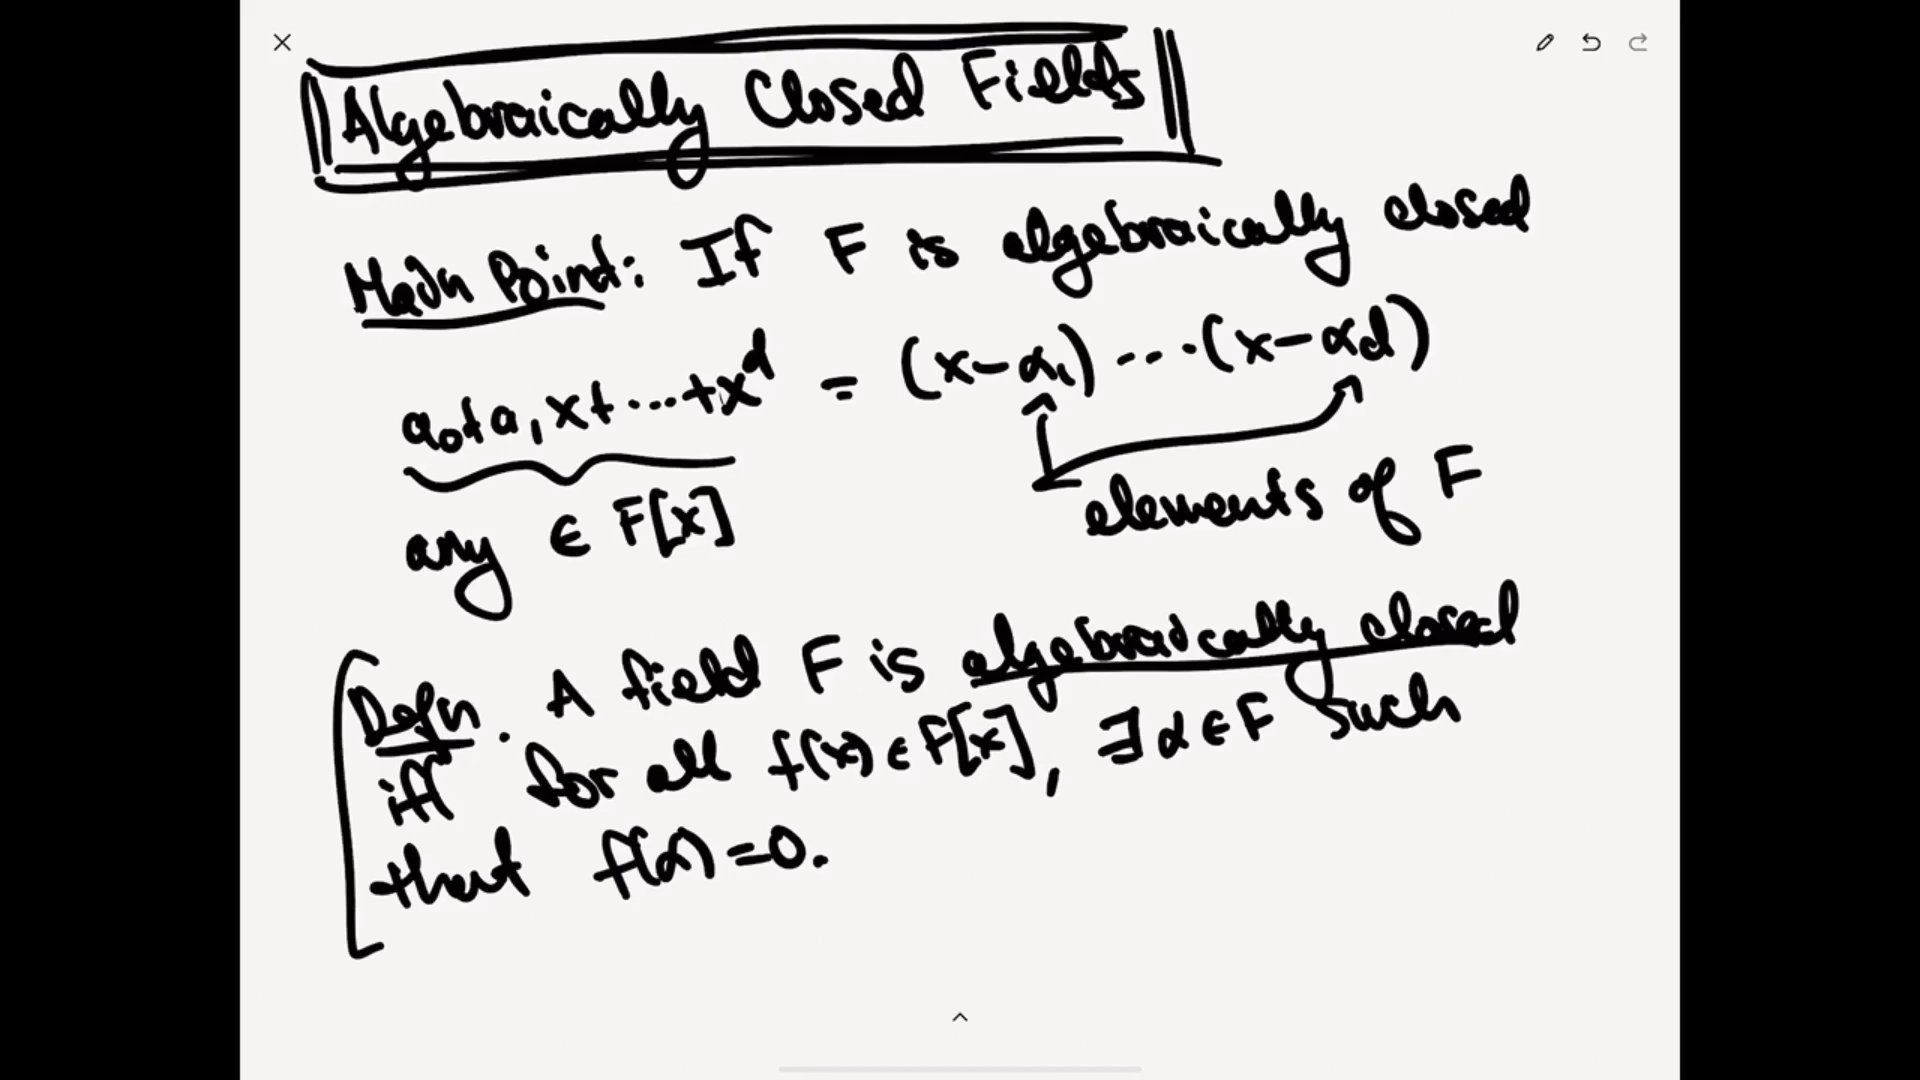 Algebraically Closed Fields
Main Point: If F is algebraically closed
a₀+a₁x+...+x^d = (x-α₁)...(x-α_d)
any ∈ F[x]
elements of F
Defn. A field F is algebraically closed
iff for all f(x) ∈ F[x], ∃ α ∈ F such
that f(α)=0.